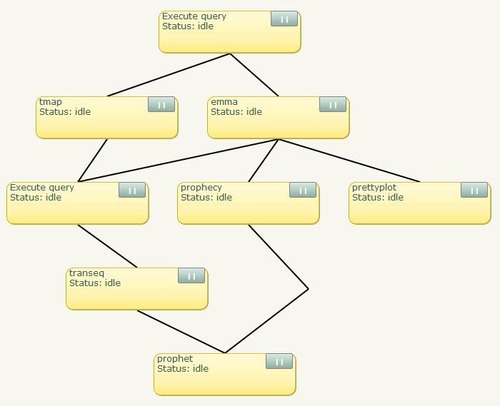 Execute query
Status: idle
tmap
Status: idle
emma
Status: idle
Execute query
Status: idle
prophecy
Status: idle
prettyplot
Status: idle
transeq
Status: idle
prophet
Status: idle